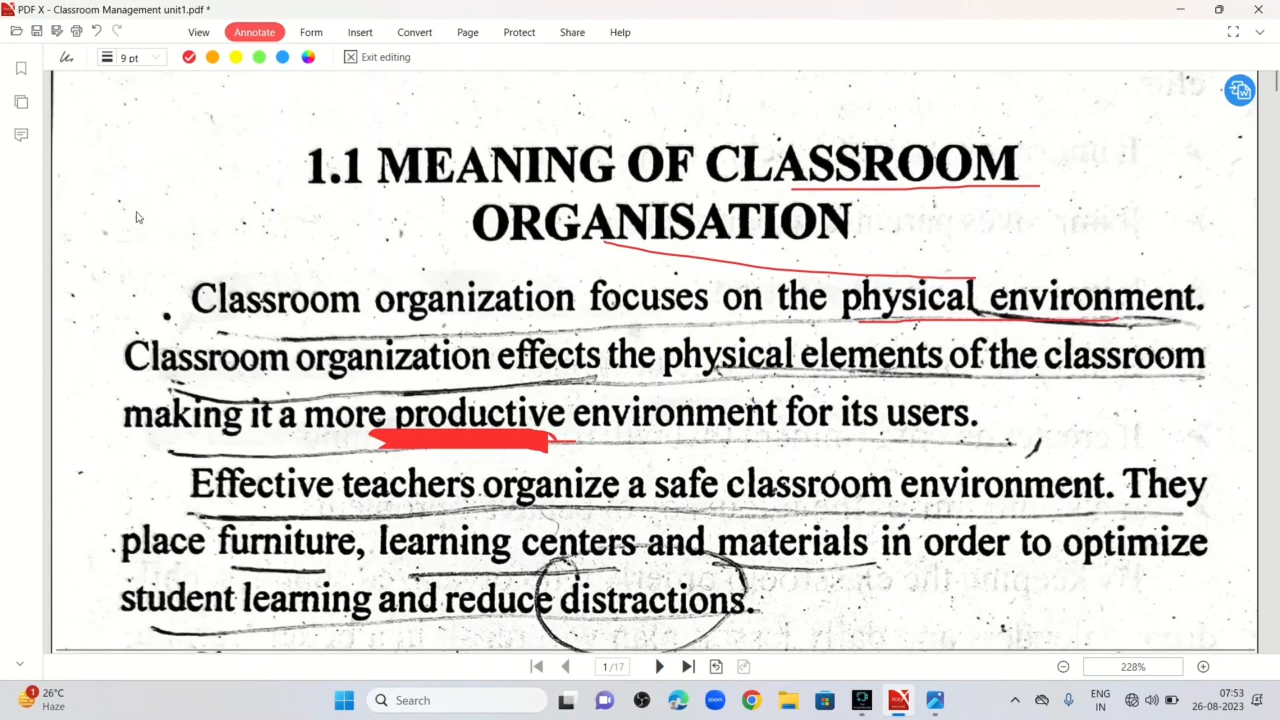 PDF X - Classroom Management unit1.pdf *
View Annotate Form Insert Convert Page Protect Share Help
9 pt Exit editing
1.1 MEANING OF CLASSROOM
ORGANISATION
Classroom organization focuses on the physical environment.
Classroom organization effects the physical elements of the classroom
making it a more productive environment for its users.
Effective teachers organize a safe classroom environment. They
place furniture, learning centers and materials in order to optimize
student learning and reduce distractions.
1 /17 228%
1 26°C Haze
Search
zoom
ENG IN
07:53
26-08-2023